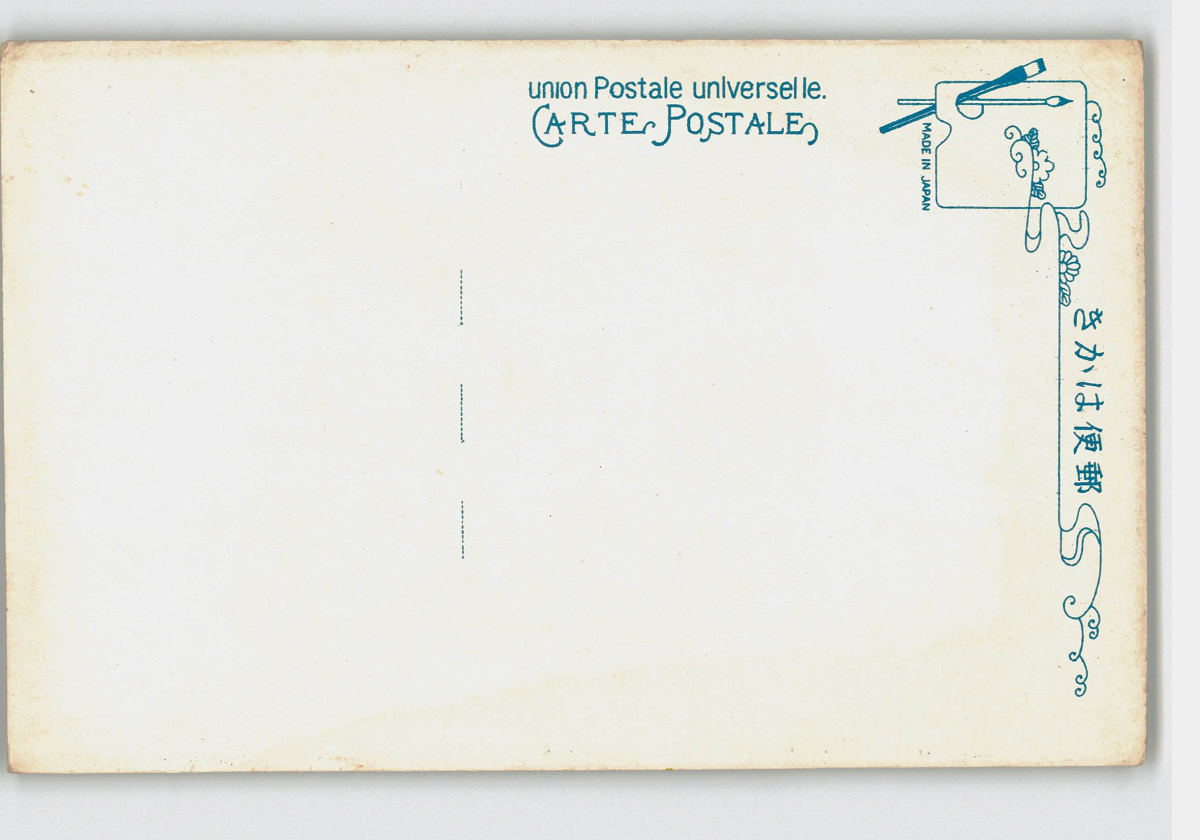 union Postale universelle.
CARTE POSTALE
MADE IN JAPAN
郵便はかき